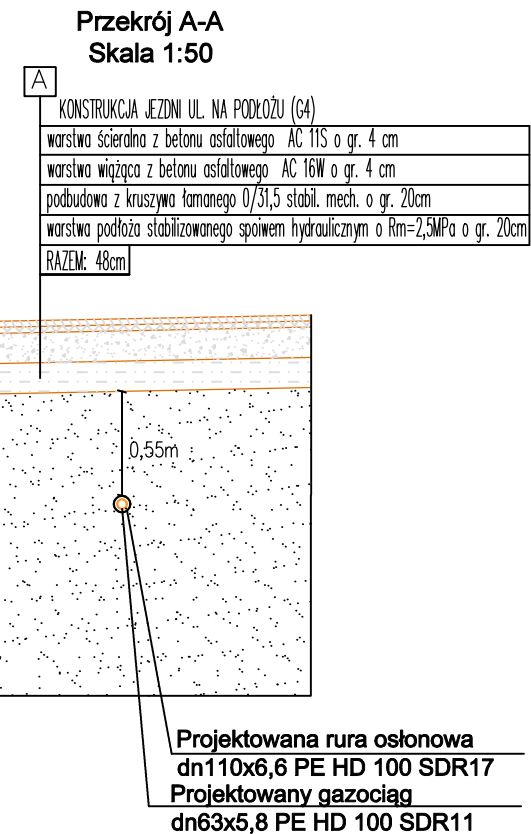 Przekrój A-A
Skala 1:50
A
KONSTRUKCJA JEZDNI UL. NA PODŁOŻU (G4)
warstwa ścieralna z betonu asfaltowego AC 11S o gr. 4 cm
warstwa wiążąca z betonu asfaltowego AC 16W o gr. 4 cm
podbudowa z kruszywa łamanego 0/31,5 stabil. mech. o gr. 20cm
warstwa podłoża stabilizowanego spoiwem hydraulicznym o Rm=2,5MPa o gr. 20cm
RAZEM: 48cm
0,55m
Projektowana rura osłonowa
dn110x6,6 PE HD 100 SDR17
Projektowany gazociąg
dn63x5,8 PE HD 100 SDR11